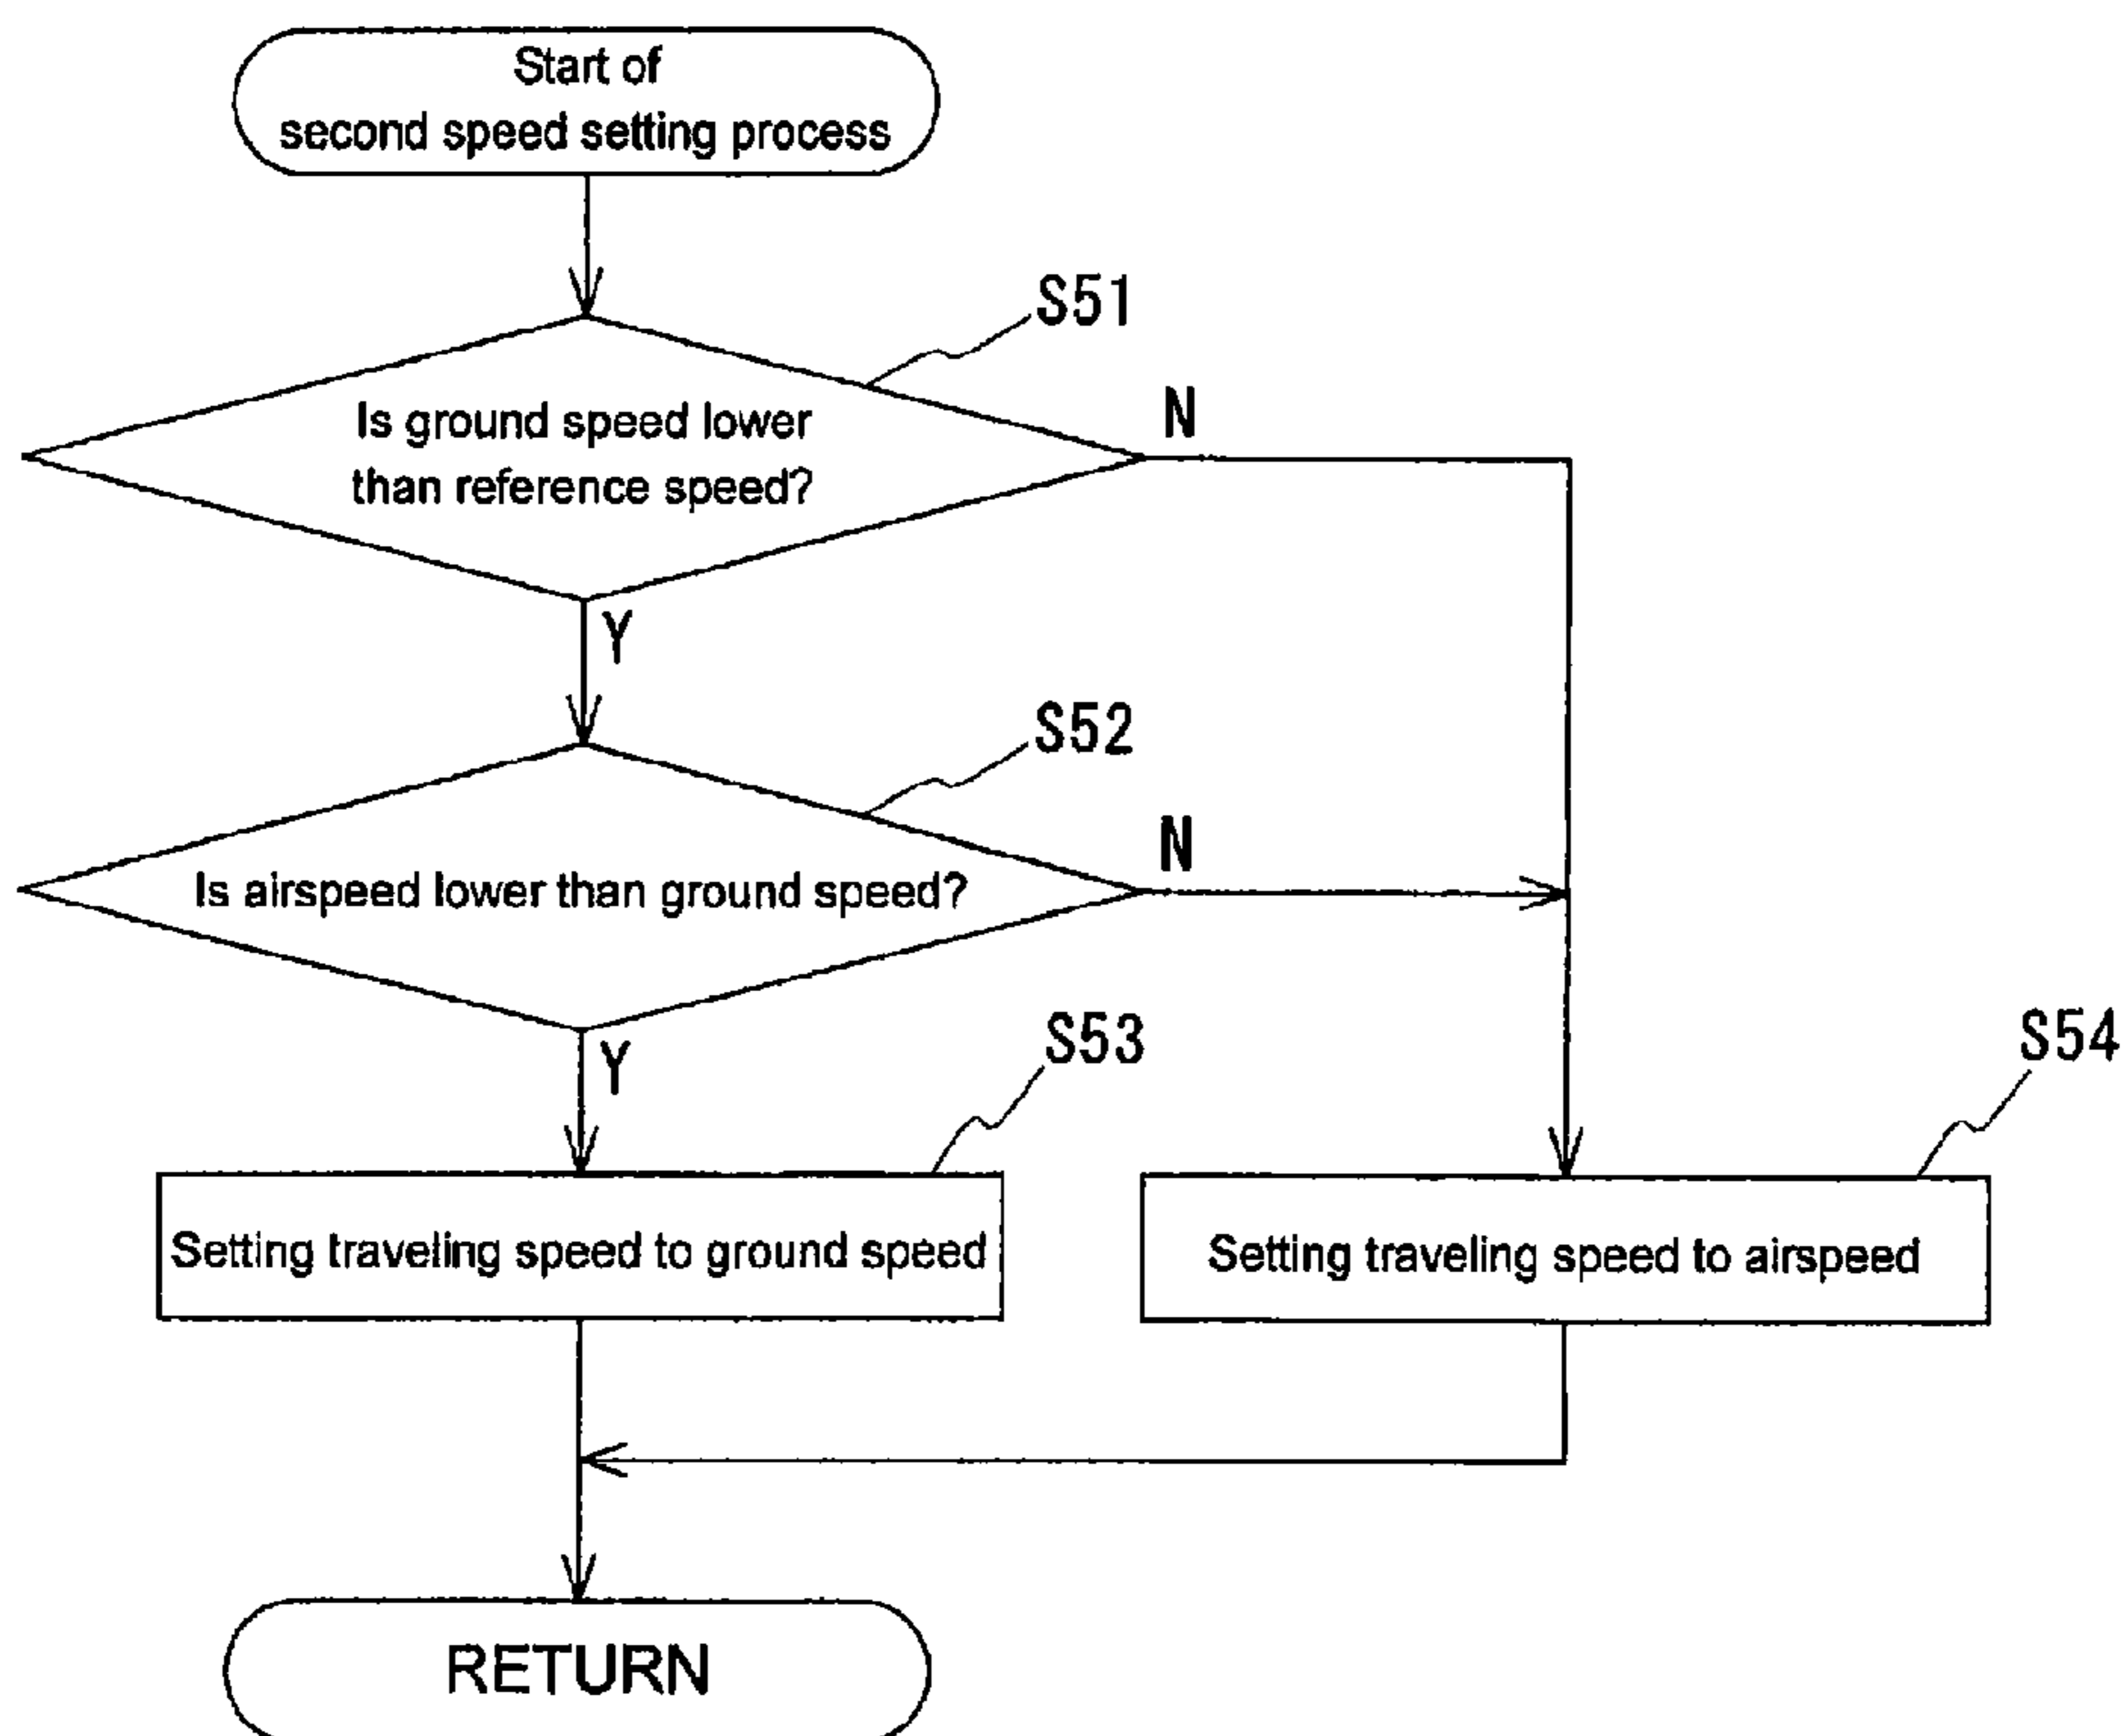 Start of
second speed setting process
S51
Is ground speed lower
than reference speed?
N
Y
S52
Is airspeed lower than ground speed?
N
Y
S53
S54
Setting traveling speed to ground speed
Setting traveling speed to airspeed
RETURN